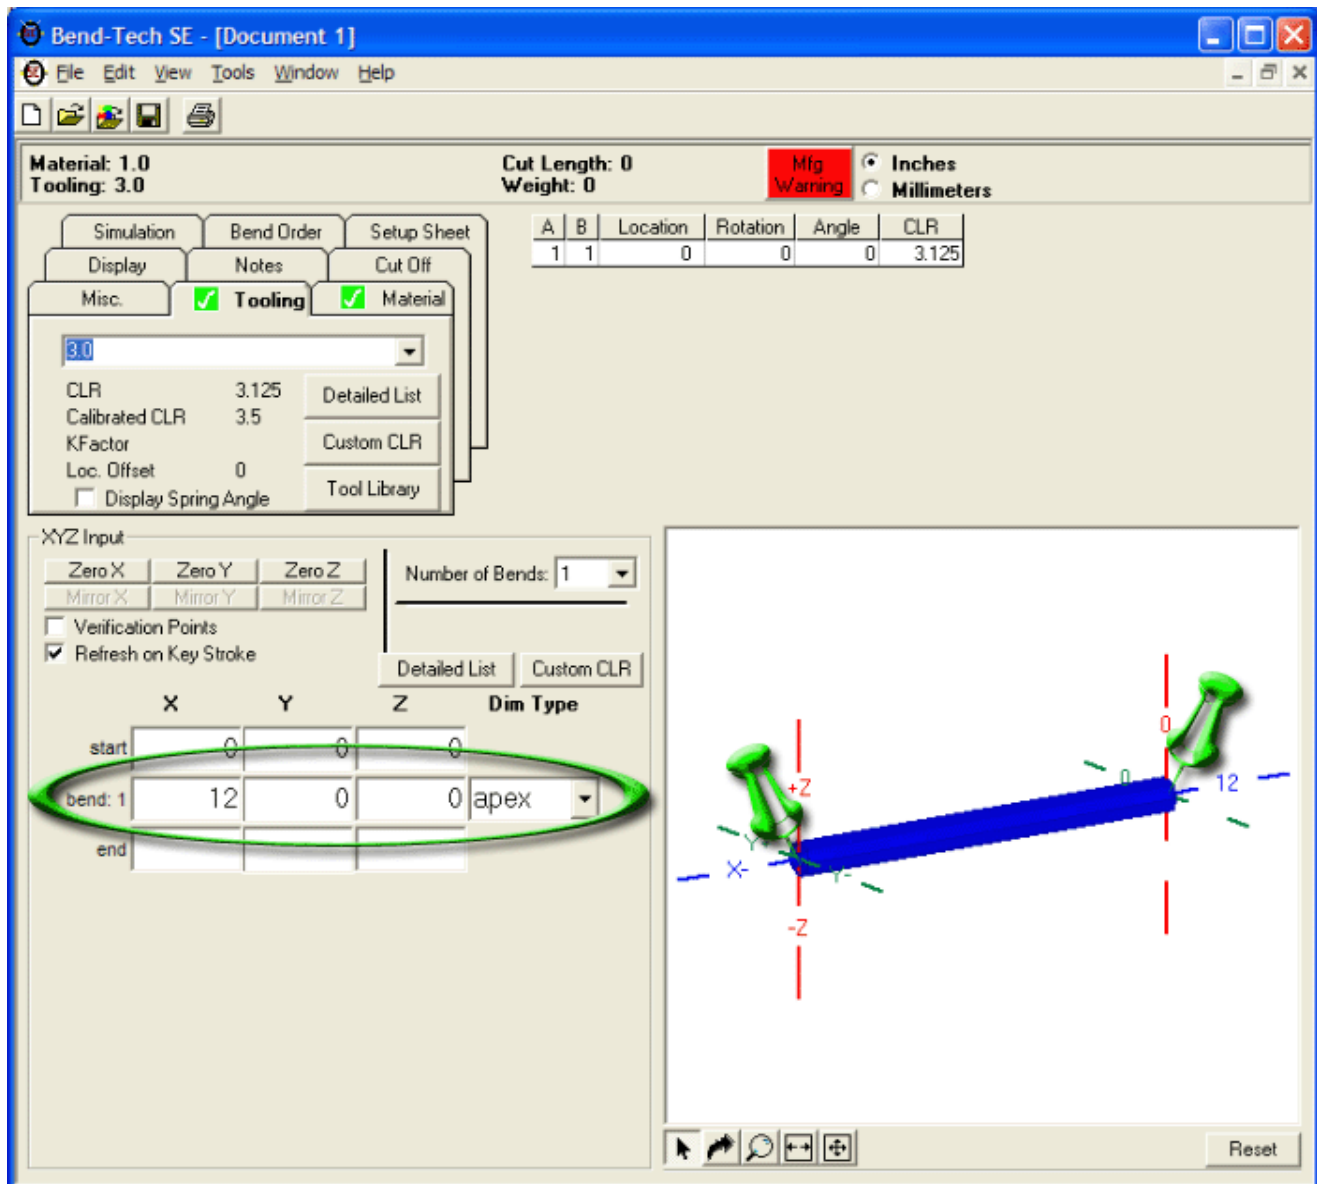 Bend-Tech SE - [Document 1]
File Edit View Tools Window Help
Material: 1.0
Tooling: 3.0
Cut Length: 0
Weight: 0
Mfg
Warning
Inches
Millimeters
Simulation Bend Order Setup Sheet
Display Notes Cut Off
Misc. Tooling Material
3.0
CLR 3.125
Calibrated CLR 3.5
KFactor
Loc. Offset 0
Display Spring Angle
Detailed List
Custom CLR
Tool Library
A B Location Rotation Angle CLR
1 1 0 0 0 3.125
XYZ Input
Zero X Zero Y Zero Z
Mirror X Mirror Y Mirror Z
Verification Points
Refresh on Key Stroke
Number of Bends: 1
Detailed List Custom CLR
X Y Z Dim Type
start 0 0 0
bend: 1 12 0 0 apex
end
0
0
12
+Z
Y+
X-
Y-
-Z
Reset